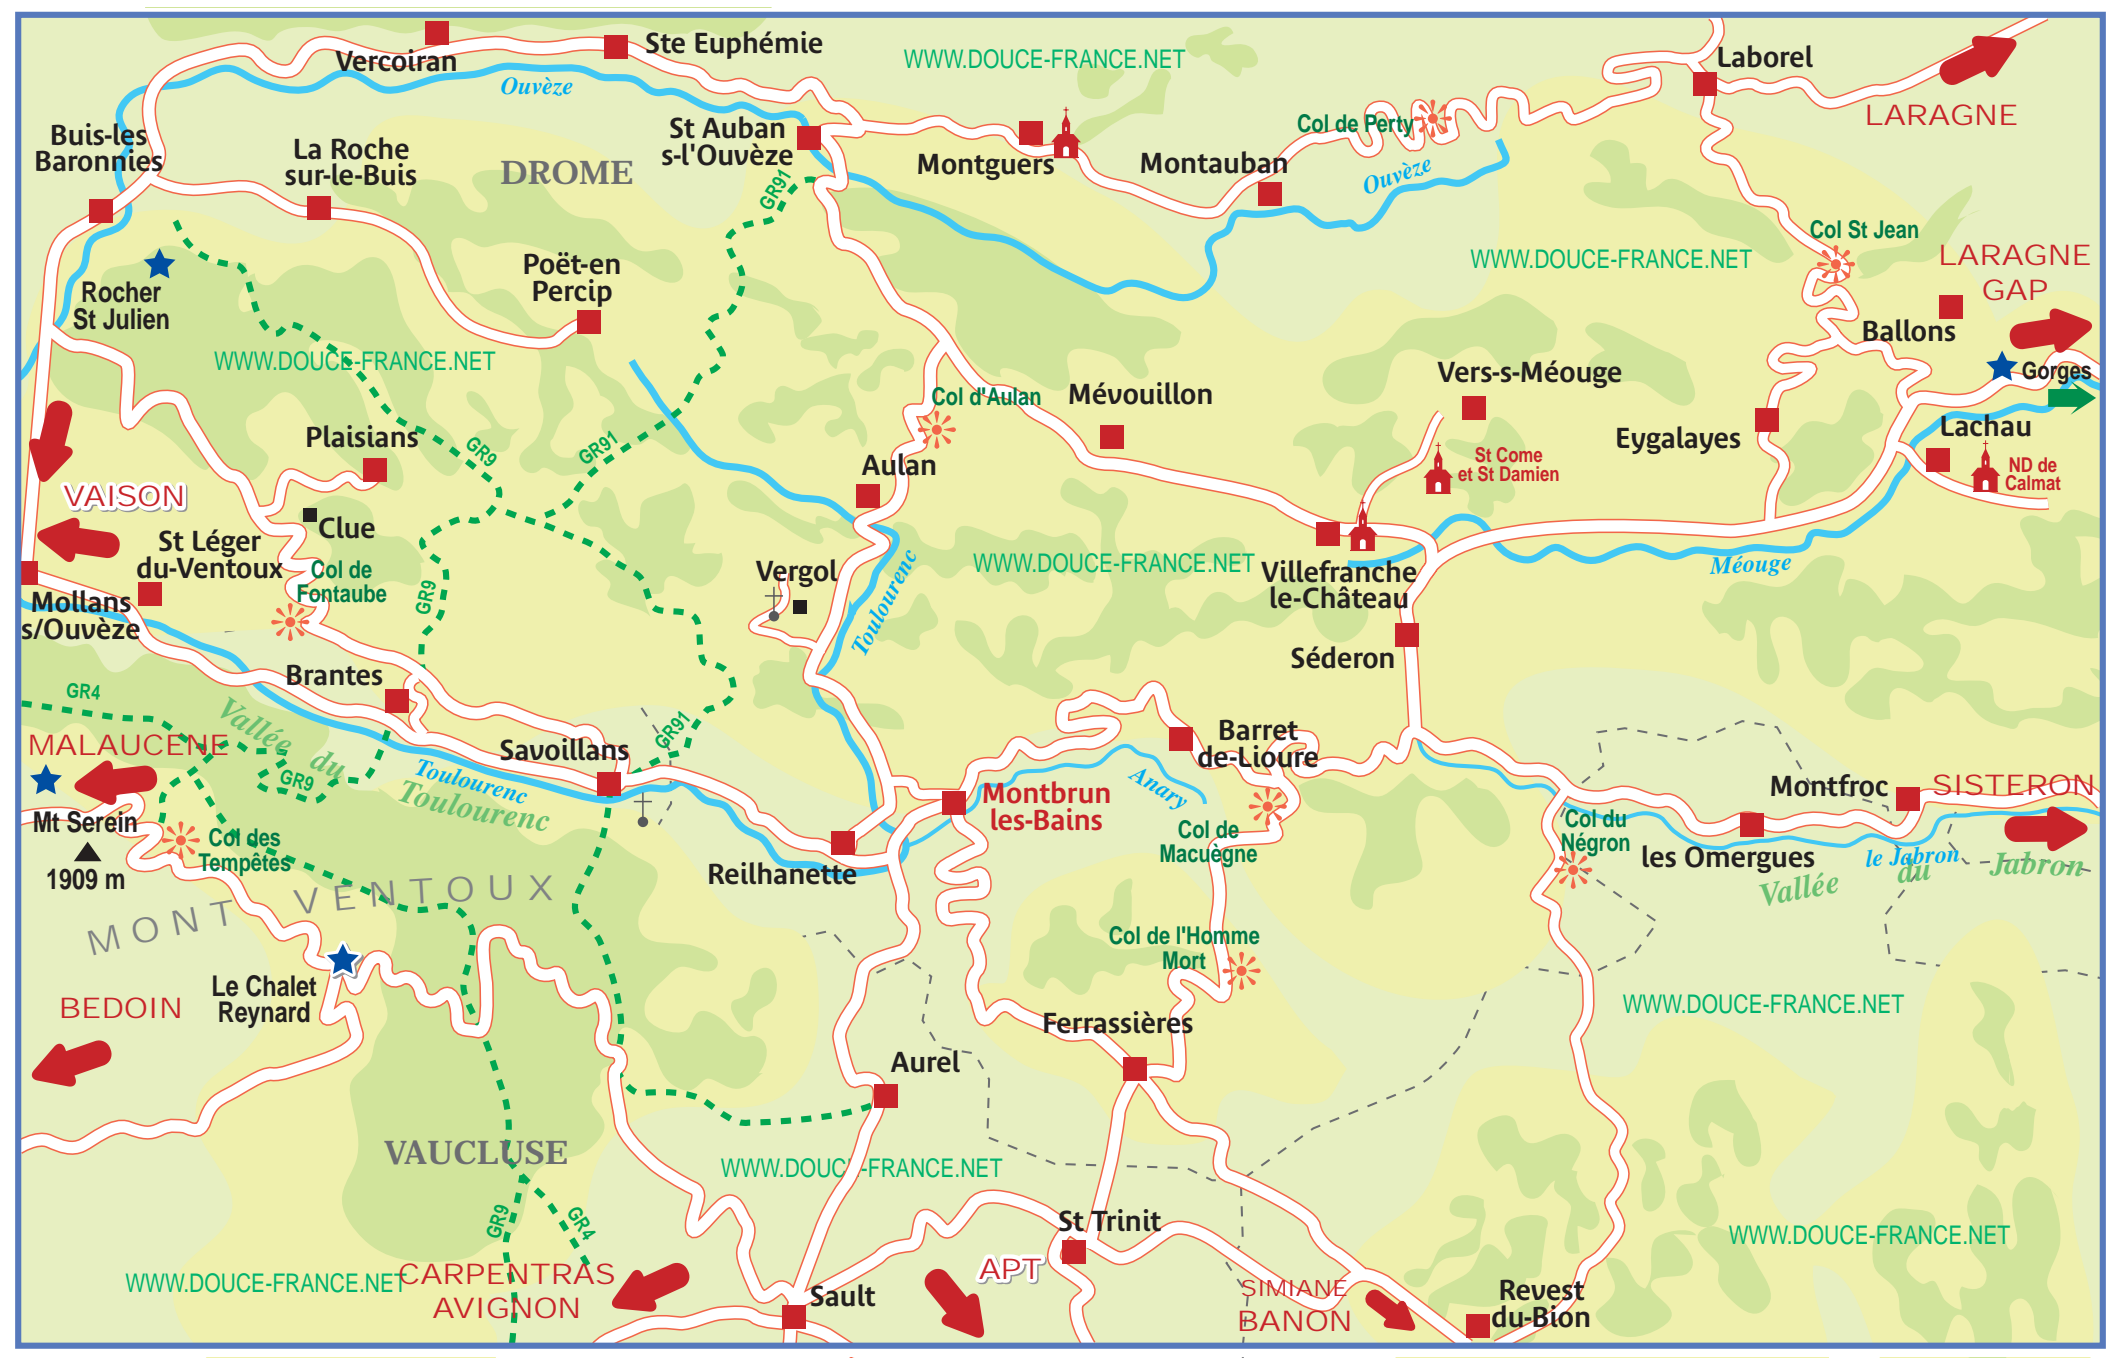 Vercoiran
Ste Euphémie
WWW.DOUCE-FRANCE.NET
Laborel
LARAGNE
Ouvèze
Buis-les
Baronnies
La Roche
sur-le-Buis
DROME
St Auban
s-l'Ouvèze
GR91
Montguers
Montauban
Col de Perty
Ouvèze
Col St Jean
LARAGNE
GAP
WWW.DOUCE-FRANCE.NET
Rocher
St Julien
Poët-en
Percip
Ballons
Gorges
WWW.DOUCE-FRANCE.NET
Col d'Aulan
Mévouillon
Vers-s-Méouge
Eygalayes
Lachau
ND de
Calmat
St Come
et St Damien
Plaisians
GR9
GR91
Aulan
VAISON
Clue
St Léger
du-Ventoux
Col de
Fontaube
GR9
Vergol
Toulourenc
WWW.DOUCE-FRANCE.NET
Villefranche
le-Château
Méouge
Mollans
s/Ouvèze
Séderon
Brantes
GR4
Vallée
du
Toulourenc
GR91
MALAUCENE
GR9
Savoillans
Toulourenc
Barret
de-Lioure
Anary
Montbrun
les-Bains
Montfroc
SISTERON
Mt Serein
1909 m
Col des
Tempêtes
Col de
Macuègne
Col du
Négron
les Omergues
le Jabron
Vallée
du
Jabron
Reilhanette
MONT VENTOUX
Col de l'Homme
Mort
Le Chalet
Reynard
BEDOIN
WWW.DOUCE-FRANCE.NET
Ferrassières
Aurel
VAUCLUSE
WWW.DOUCE-FRANCE.NET
GR9
GR4
St Trinit
WWW.DOUCE-FRANCE.NET
WWW.DOUCE-FRANCE.NET
CARPENTRAS
AVIGNON
APT
Sault
SIMIANE
BANON
Revest
du-Bion